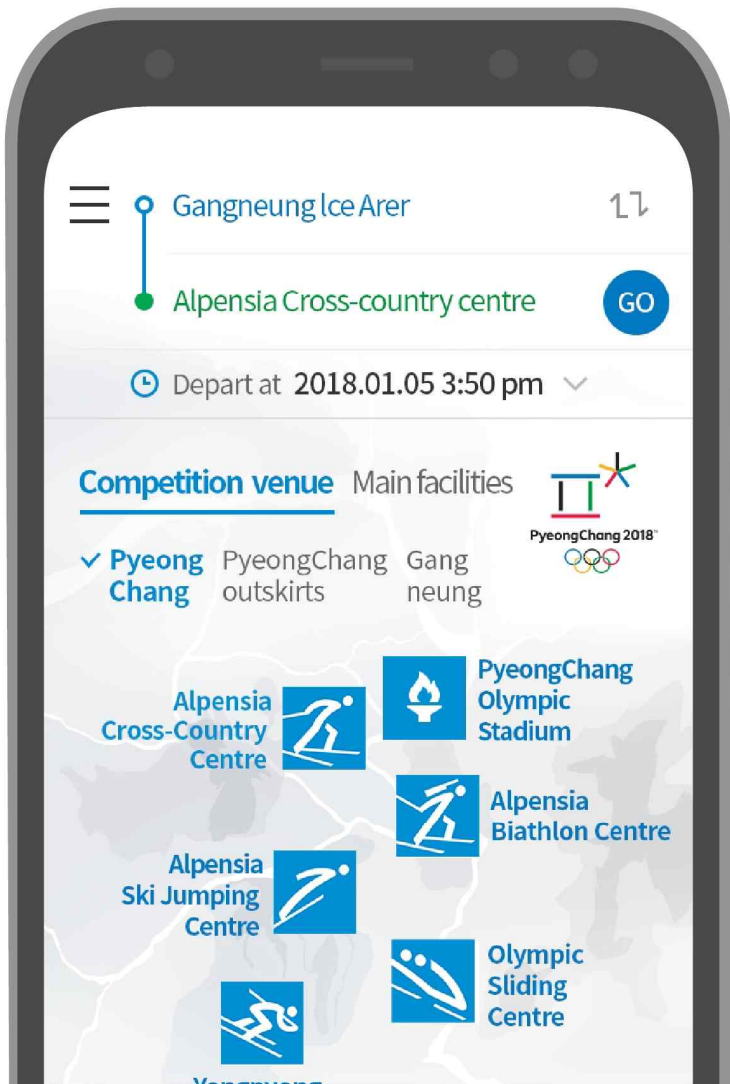 Gangneung lce Arer
Alpensia Cross-country centre
GO
Depart at 2018.01.05 3:50 pm
Competition venue Main facilities
PyeongChang 2018
Pyeong
Chang
PyeongChang
outskirts
Gang
neung
PyeongChang
Olympic
Stadium
Alpensia
Cross-Country
Centre
Alpensia
Biathlon Centre
Alpensia
Ski Jumping
Centre
Olympic
Sliding
Centre